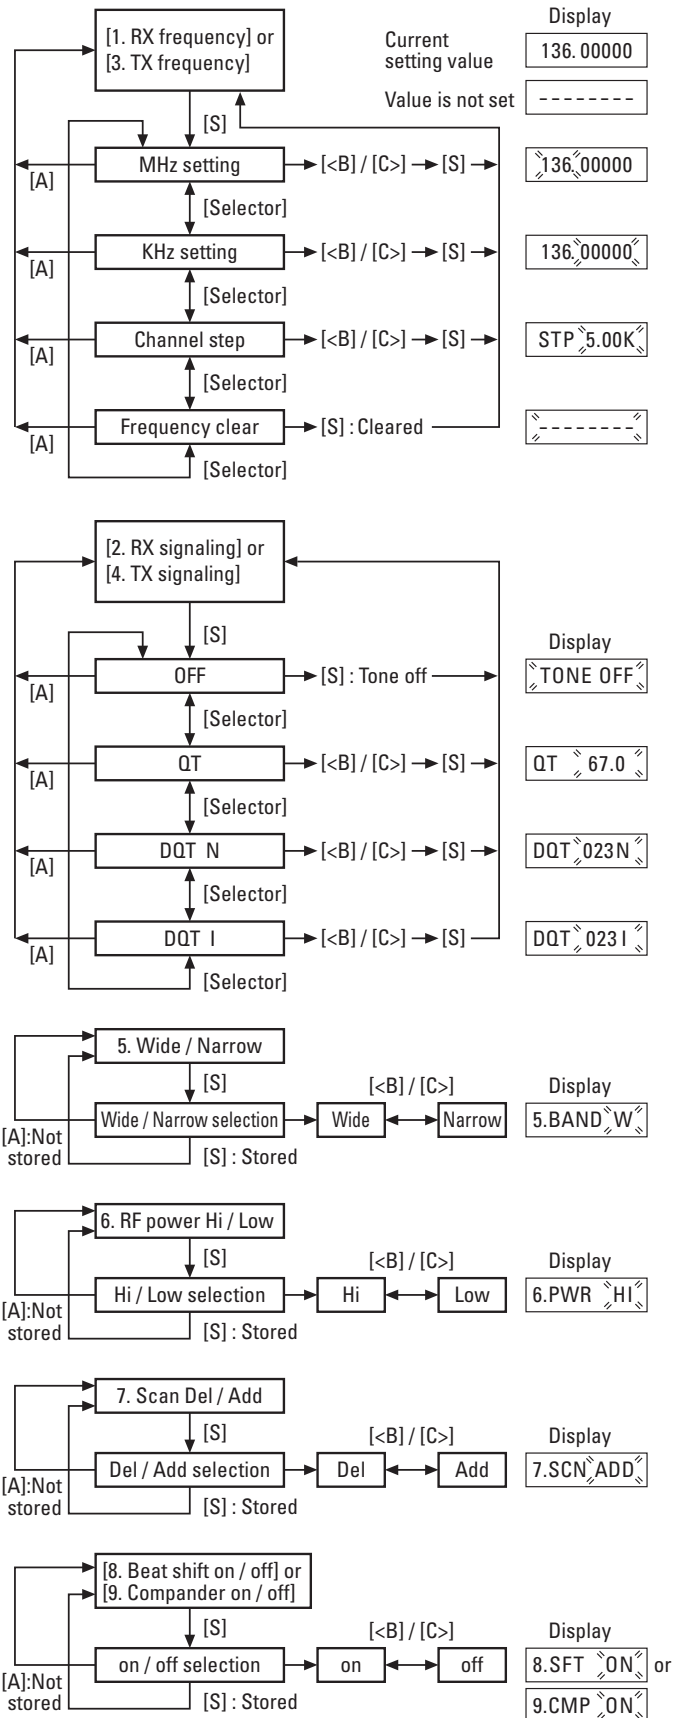 Display
[1. RX frequency] or
[3. TX frequency]
Current
setting value
136. 00000
Value is not set
--------
[S]
MHz setting
[<B] / [C>]
[S]
136. 00000
[A]
[Selector]
KHz setting
[<B] / [C>]
[S]
136. 00000
[A]
[Selector]
Channel step
[<B] / [C>]
[S]
STP 5.00K
[A]
[Selector]
Frequency clear
[S] : Cleared
--------
[A]
[Selector]
[2. RX signaling] or
[4. TX signaling]
[S]
Display
OFF
[S] : Tone off
TONE OFF
[A]
[Selector]
QT
[<B] / [C>]
[S]
QT 67.0
[A]
[Selector]
DQT N
[<B] / [C>]
[S]
DQT 023N
[A]
[Selector]
DQT I
[<B] / [C>]
[S]
DQT 023 I
[A]
[Selector]
5. Wide / Narrow
[S]
[<B] / [C>]
Display
Wide / Narrow selection
Wide
Narrow
5.BAND W
[A]:Not
stored
[S] : Stored
6. RF power Hi / Low
[S]
[<B] / [C>]
Display
Hi / Low selection
Hi
Low
6.PWR HI
[A]:Not
stored
[S] : Stored
7. Scan Del / Add
[S]
[<B] / [C>]
Display
Del / Add selection
Del
Add
7.SCN ADD
[A]:Not
stored
[S] : Stored
[8. Beat shift on / off] or
[9. Compander on / off]
[S]
[<B] / [C>]
Display
on / off selection
on
off
8.SFT ON or
[A]:Not
stored
[S] : Stored
9.CMP ON